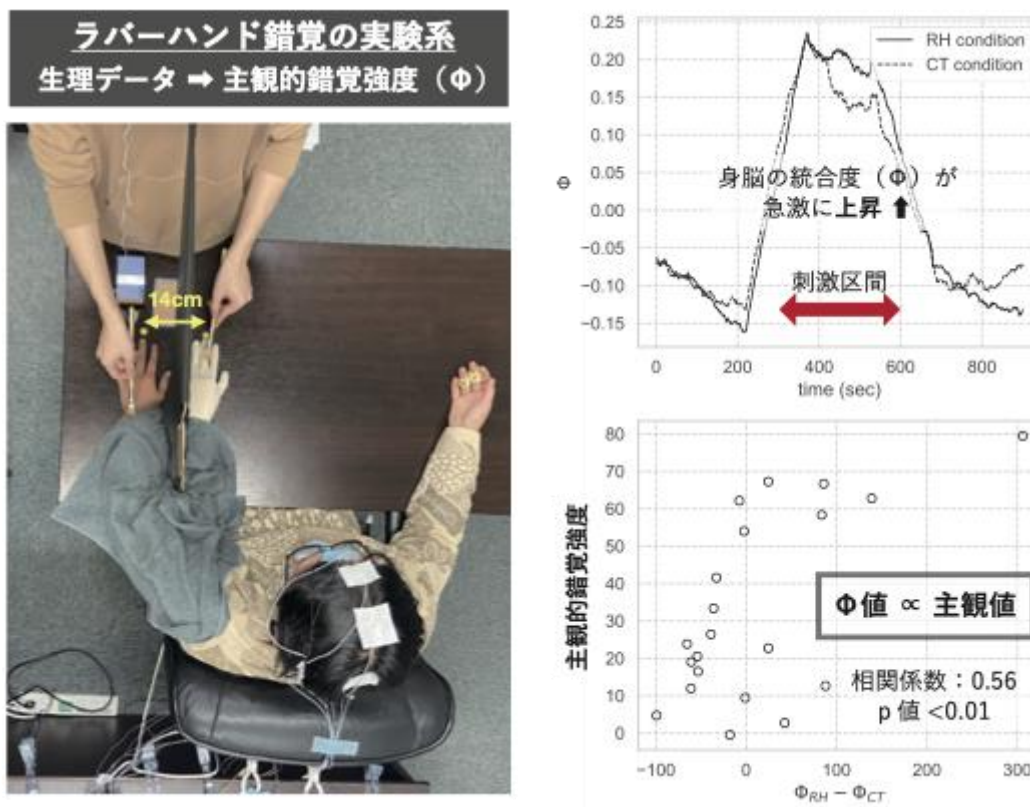 ラバーハンド錯覚の実験系
生理データ ➡ 主観的錯覚強度(Φ)
14cm
0.25
0.20
0.15
0.10
0.05
0.00
−0.05
−0.10
−0.15
Φ
RH condition
CT condition
身脳の統合度(Φ)が
急激に上昇 ⬆
刺激区間
0
200
400
600
800
time (sec)
80
70
60
50
40
30
20
10
0
主観的錯覚強度
Φ値 ∝ 主観値
相関係数:0.56
p 値 <0.01
−100
0
100
200
300
ΦRH − ΦCT